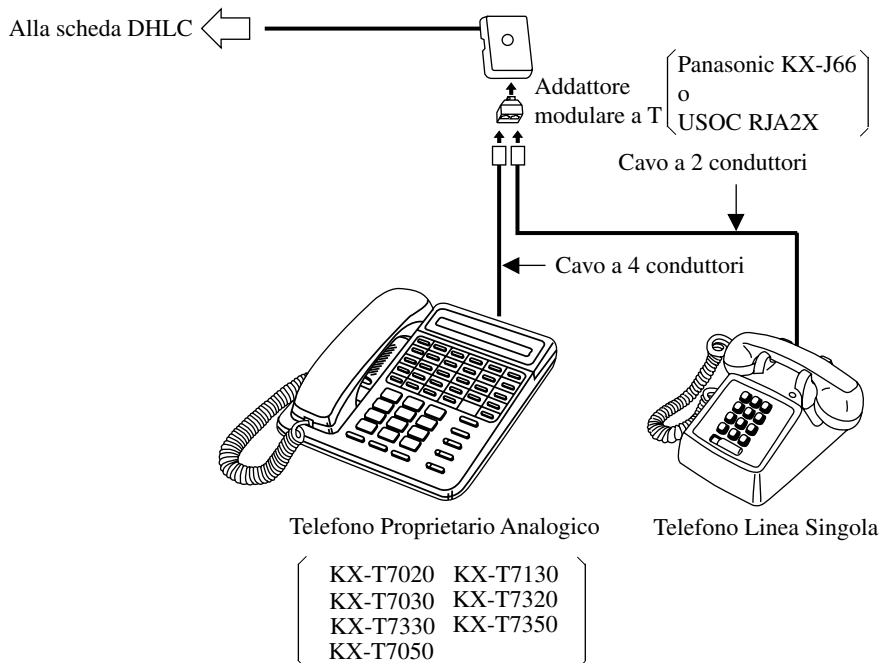 Alla scheda DHLC
Addattore
modulare a T
Panasonic KX-J66
o
USOC RJA2X
Cavo a 2 conduttori
Cavo a 4 conduttori
Telefono Proprietario Analogico
Telefono Linea Singola
KX-T7020 KX-T7130
KX-T7030 KX-T7320
KX-T7330 KX-T7350
KX-T7050